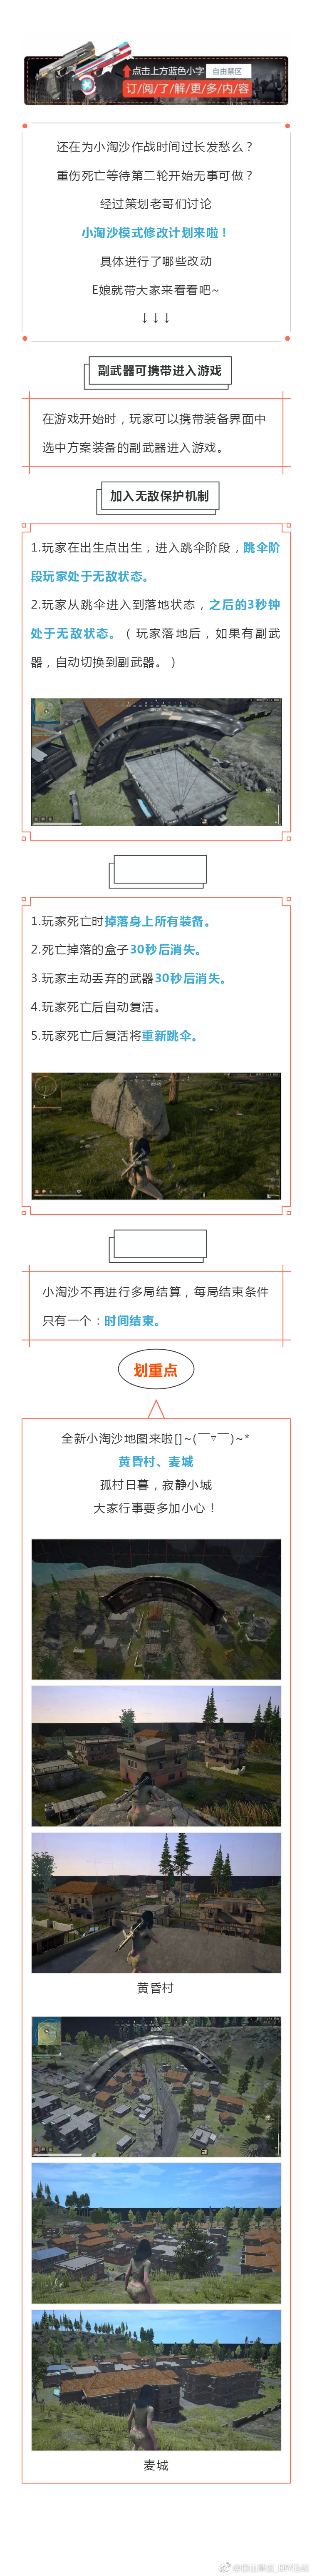 点击上方蓝色小字 自由禁区
订/阅/了/解/更/多/内/容
还在为小淘沙作战时间过长发愁么？
重伤死亡等待第二轮开始无事可做？
经过策划老哥们讨论
小淘沙模式修改计划来啦！
具体进行了哪些改动
E娘就带大家来看看吧~
↓↓↓
副武器可携带进入游戏
在游戏开始时，玩家可以携带装备界面中
选中方案装备的副武器进入游戏。
加入无敌保护机制
1.玩家在出生点出生，进入跳伞阶段，跳伞阶
段玩家处于无敌状态。
2.玩家从跳伞进入到落地状态，之后的3秒钟
处于无敌状态。（玩家落地后，如果有副武
器，自动切换到副武器。）
1.玩家死亡时掉落身上所有装备。
2.死亡掉落的盒子30秒后消失。
3.玩家主动丢弃的武器30秒后消失。
4.玩家死亡后自动复活。
5.玩家死亡后复活将重新跳伞。
小淘沙不再进行多局结算，每局结束条件
只有一个：时间结束。
划重点
全新小淘沙地图来啦[]~(￣▽￣)~*
黄昏村、麦城
孤村日暮，寂静小城
大家行事要多加小心！
黄昏村
麦城